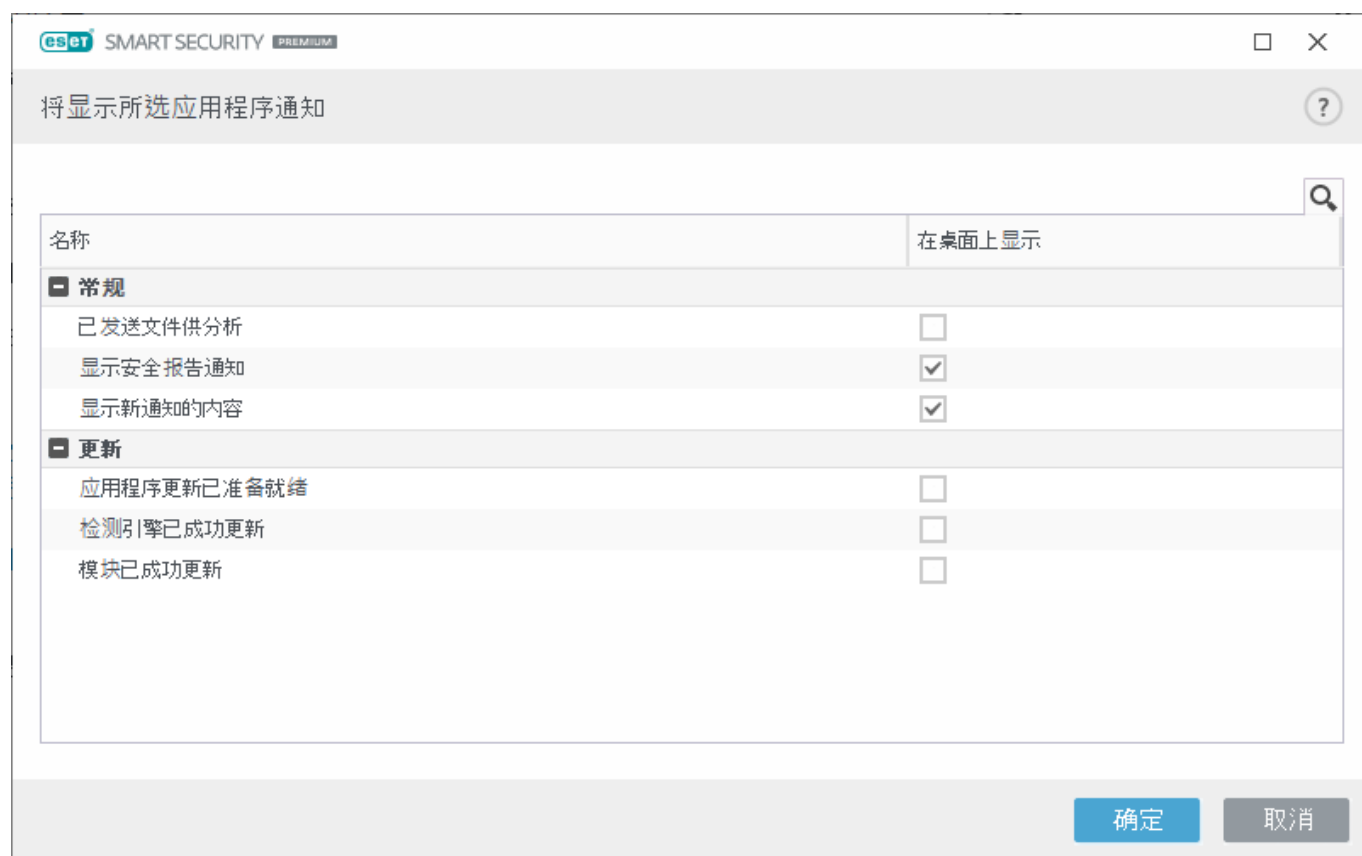 eset SMART SECURITY PREMIUM
将显示所选应用程序通知
?
名称 在桌面上显示
常规
已发送文件供分析
显示安全报告通知
显示新通知的内容
更新
应用程序更新已准备就绪
检测引擎已成功更新
模块已成功更新
确定 取消